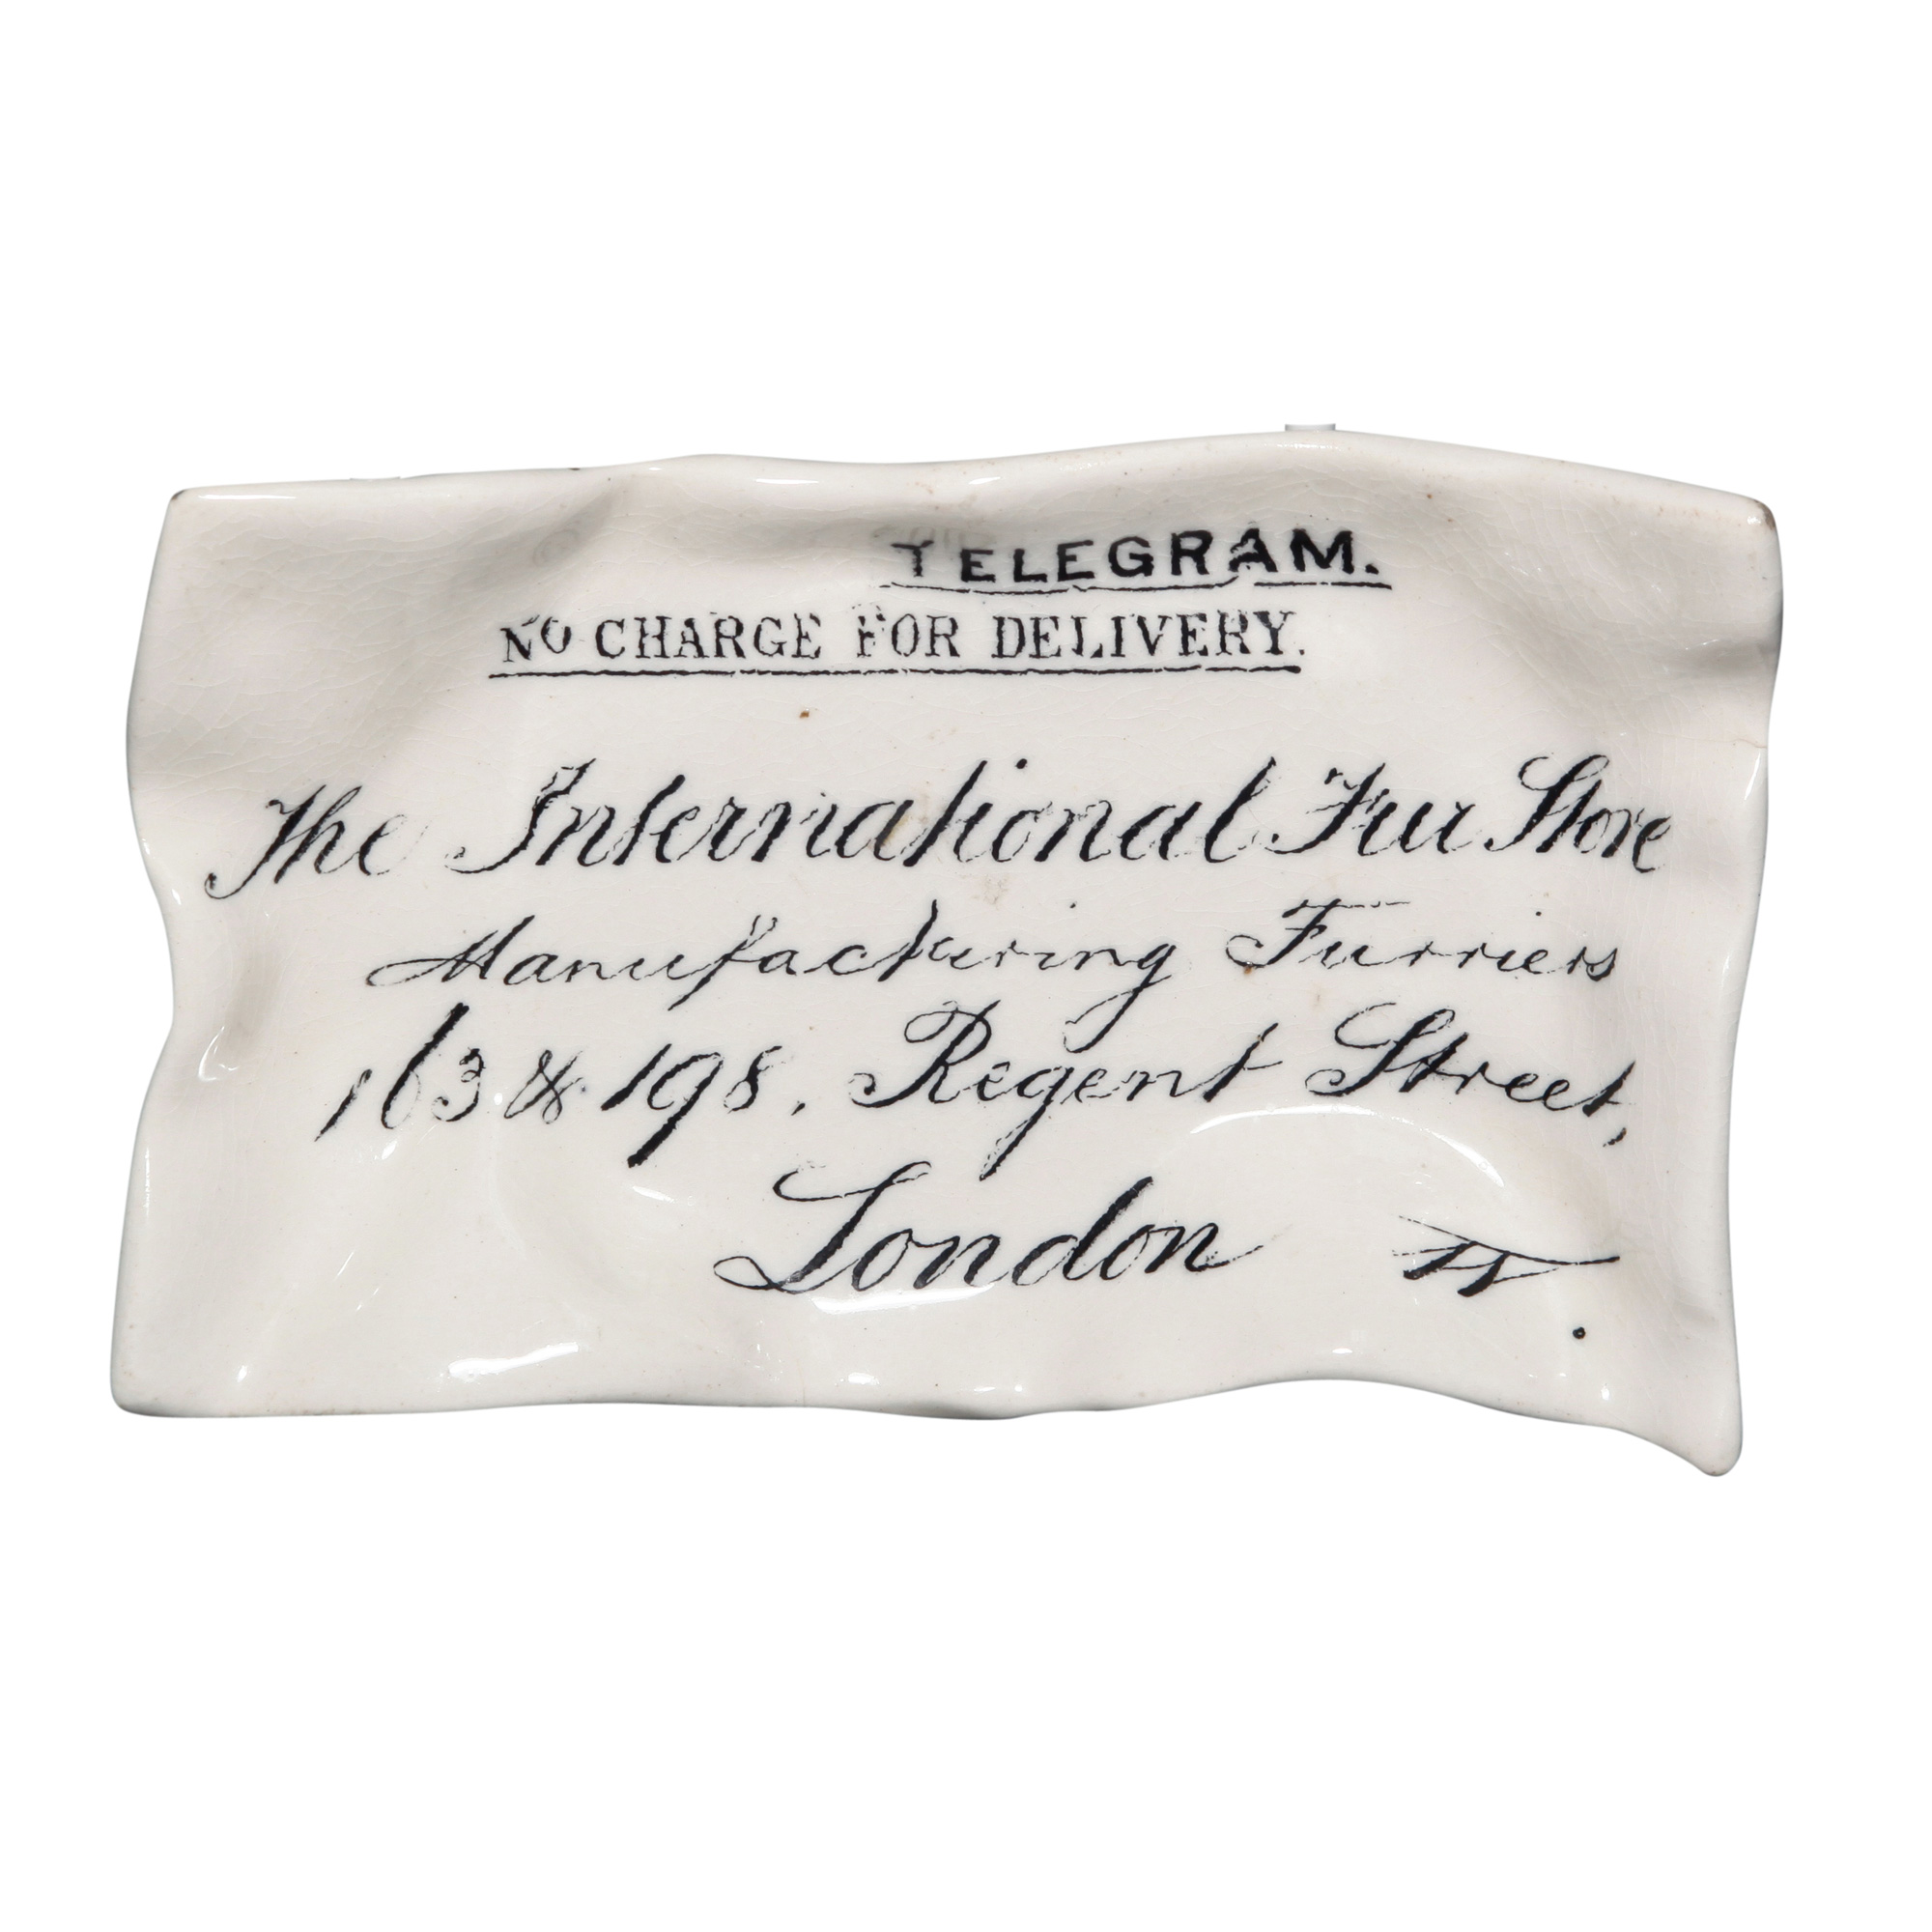 TELEGRAM.
NO CHARGE FOR DELIVERY.
The International Fur Store
Manufacturing Furriers
163 & 198, Regent Street,
London W.